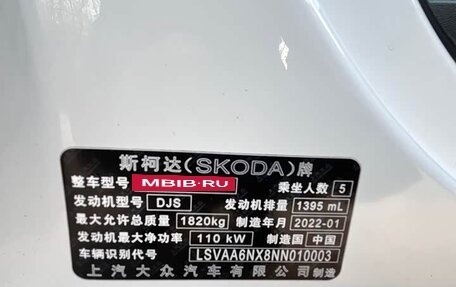 斯柯达(SKODA)牌
整车型号 MBIB·RU 乘坐人数 5
发动机型号 DJS 发动机排量 1395 mL
最大允许总质量 1820kg 制造年月 2022-01
发动机最大净功率 110 kW 制造国 中国
车辆识别代号 LSVAA6NX8NN010003
上汽大众汽车有限公司制造